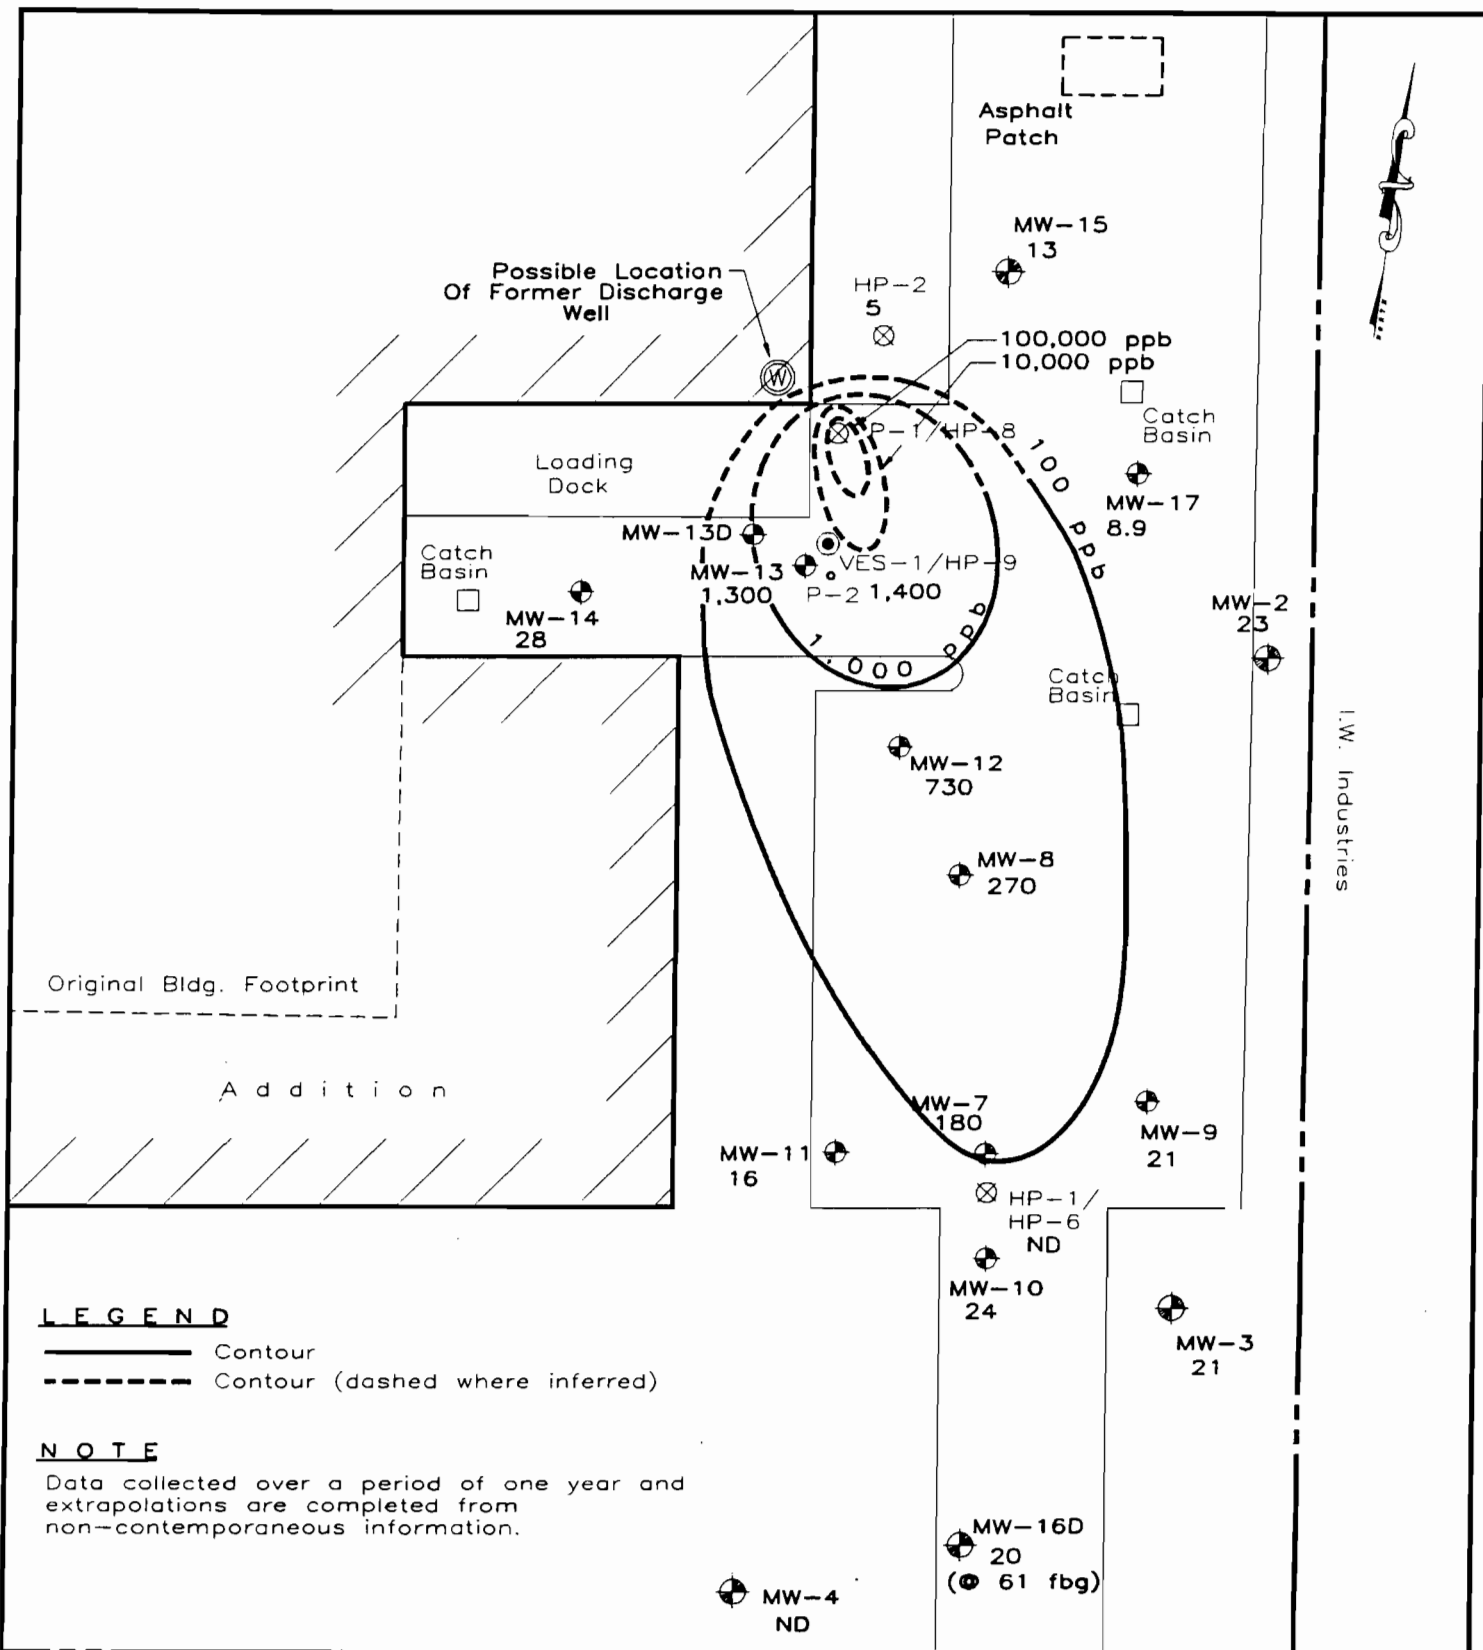 Asphalt
Patch
MW-15
13
Possible Location
Of Former Discharge
Well
HP-2
5
100,000 ppb
10,000 ppb
W
Catch
Basin
P-1/HP-8
100 ppb
Loading
Dock
MW-17
8.9
MW-13D
Catch
Basin
VES-1/HP-9
MW-13
1,300
P-2 1,400
MW-14
28
MW-2
23
1,000 ppb
Catch
Basin
I.W. Industries
MW-12
730
MW-8
270
Original Bldg. Footprint
Addition
MW-7
180
MW-9
21
MW-11
16
HP-1/
HP-6
ND
MW-10
24
MW-3
21
LEGEND
Contour
Contour (dashed where inferred)
NOTE
Data collected over a period of one year and
extrapolations are completed from
non-contemporaneous information.
MW-16D
20
(@ 61 fbg)
MW-4
ND